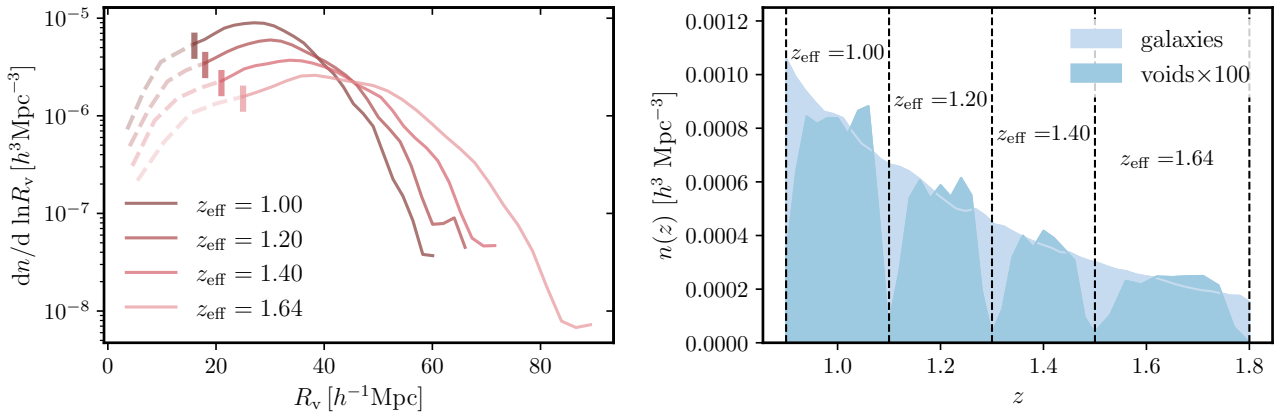 dn/d lnR_v [h^3Mpc^−3]
10^−5
10^−6
10^−7
10^−8
z_eff = 1.00
z_eff = 1.20
z_eff = 1.40
z_eff = 1.64
0 20 40 60 80
R_v [h^−1Mpc]
n(z) [h^3 Mpc^−3]
0.0012
0.0010
0.0008
0.0006
0.0004
0.0002
0.0000
galaxies
voids×100
z_eff =1.00
z_eff =1.20
z_eff =1.40
z_eff =1.64
1.0 1.2 1.4 1.6 1.8
z